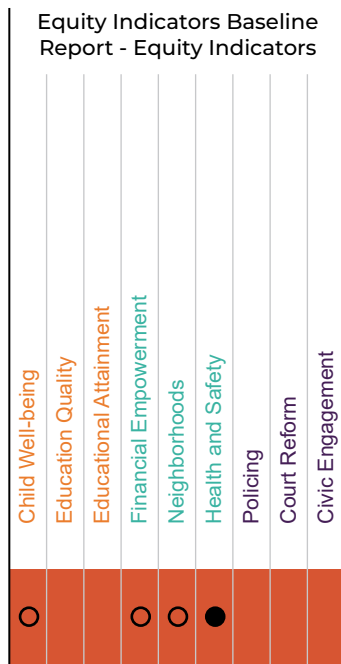 Equity Indicators Baseline
Report - Equity Indicators
Child Well-being
Education Quality
Educational Attainment
Financial Empowerment
Neighborhoods
Health and Safety
Policing
Court Reform
Civic Engagement